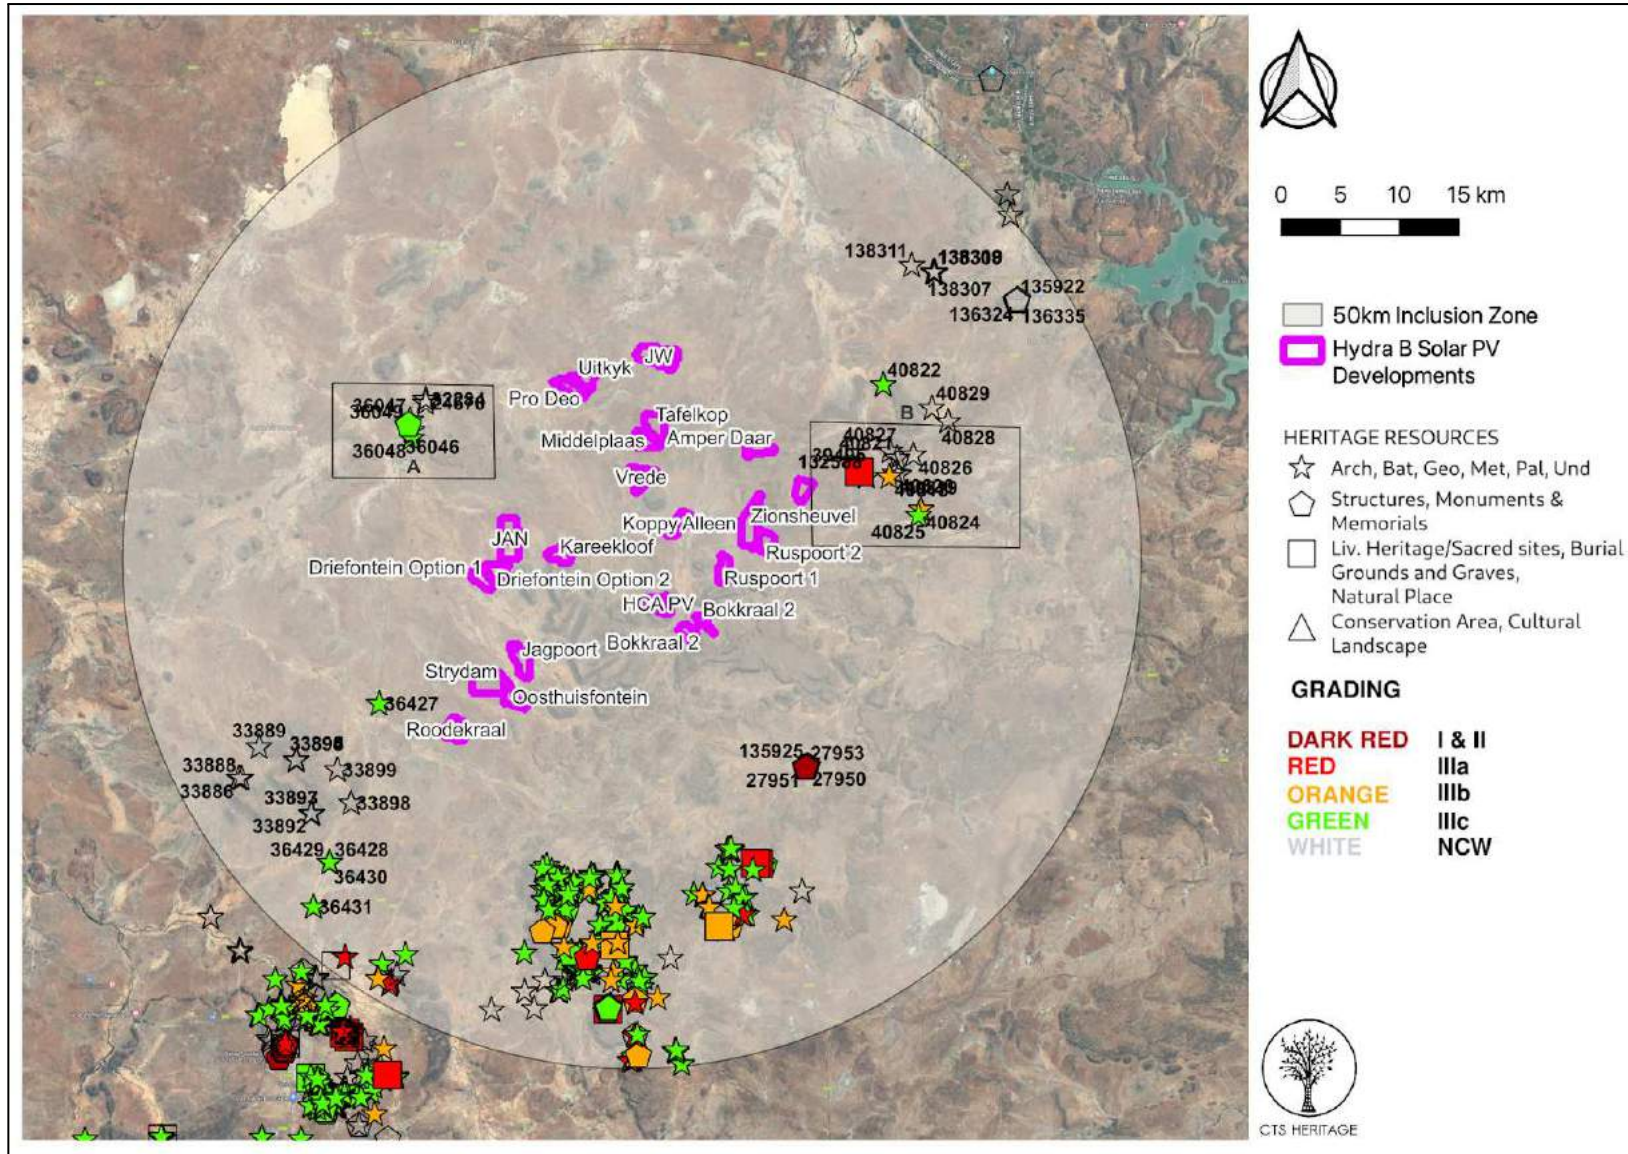 138311
138307
135922
136324
136335
JW
Uitkyk
Pro Deo
40822
40829
B
40828
36047
36049
36048
36046
A
Tafelkop
Middelplaas
Amper Daar
40827
40821
40826
Vrede
Koppy Alleen
Zionsheuvel
40824
40825
JAN
Kareekloof
Ruspoort 2
Driefontein Option 1
Driefontein Option 2
Ruspoort 1
HCA PV
Bokkraal 2
Bokkraal 2
Jagpoort
Strydam
Oosthuisfontein
36427
Roodekraal
33889
33888
33886
33899
33897
33898
33892
135925
27953
27951
27950
36429
36428
36430
36431
0 5 10 15 km
50km Inclusion Zone
Hydra B Solar PV
Developments
HERITAGE RESOURCES
Arch, Bat, Geo, Met, Pal, Und
Structures, Monuments &
Memorials
Liv. Heritage/Sacred sites, Burial
Grounds and Graves,
Natural Place
Conservation Area, Cultural
Landscape
GRADING
DARK RED I & II
RED IIIa
ORANGE IIIb
GREEN IIIc
WHITE NCW
CTS HERITAGE